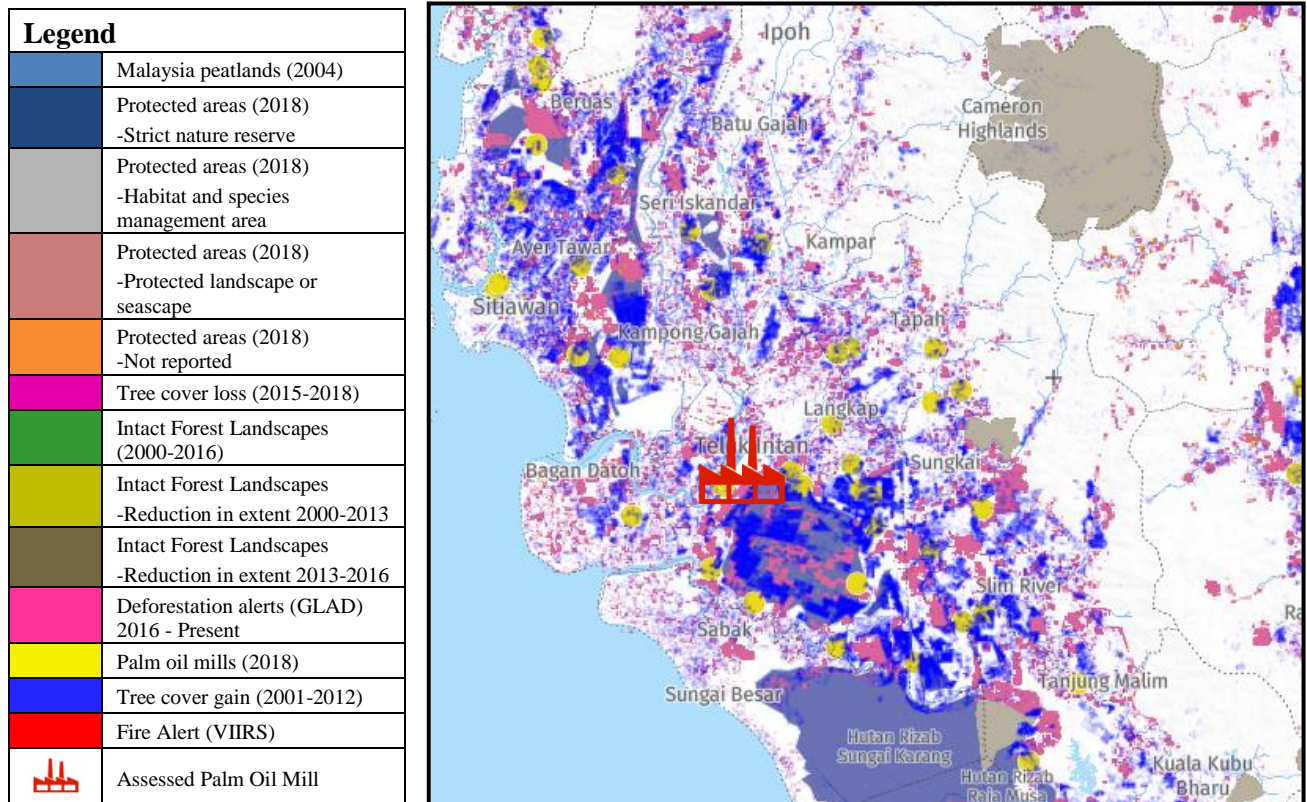 Legend
Malaysia peatlands (2004)
Protected areas (2018)
-Strict nature reserve
Protected areas (2018)
-Habitat and species
management area
Protected areas (2018)
-Protected landscape or
seascape
Protected areas (2018)
-Not reported
Tree cover loss (2015-2018)
Intact Forest Landscapes
(2000-2016)
Intact Forest Landscapes
-Reduction in extent 2000-2013
Intact Forest Landscapes
-Reduction in extent 2013-2016
Deforestation alerts (GLAD)
2016 - Present
Palm oil mills (2018)
Tree cover gain (2001-2012)
Fire Alert (VIIRS)
Assessed Palm Oil Mill
Ipoh
Beruas
Cameron
Highlands
Batu Gajah
Seri Iskandar
Ayer Tawar
Kampar
Sitiawan
Kampong Gajah
Tapah
Langkap
Teluk Intan
Bagan Datoh
Sungkai
Slim River
Ra
Sabak
Sungai Besar
Tanjung Malim
Hutan Rizab
Sungai Karang
Kuala Kubu
Bharu
Hutan Rizab
Raja Musa